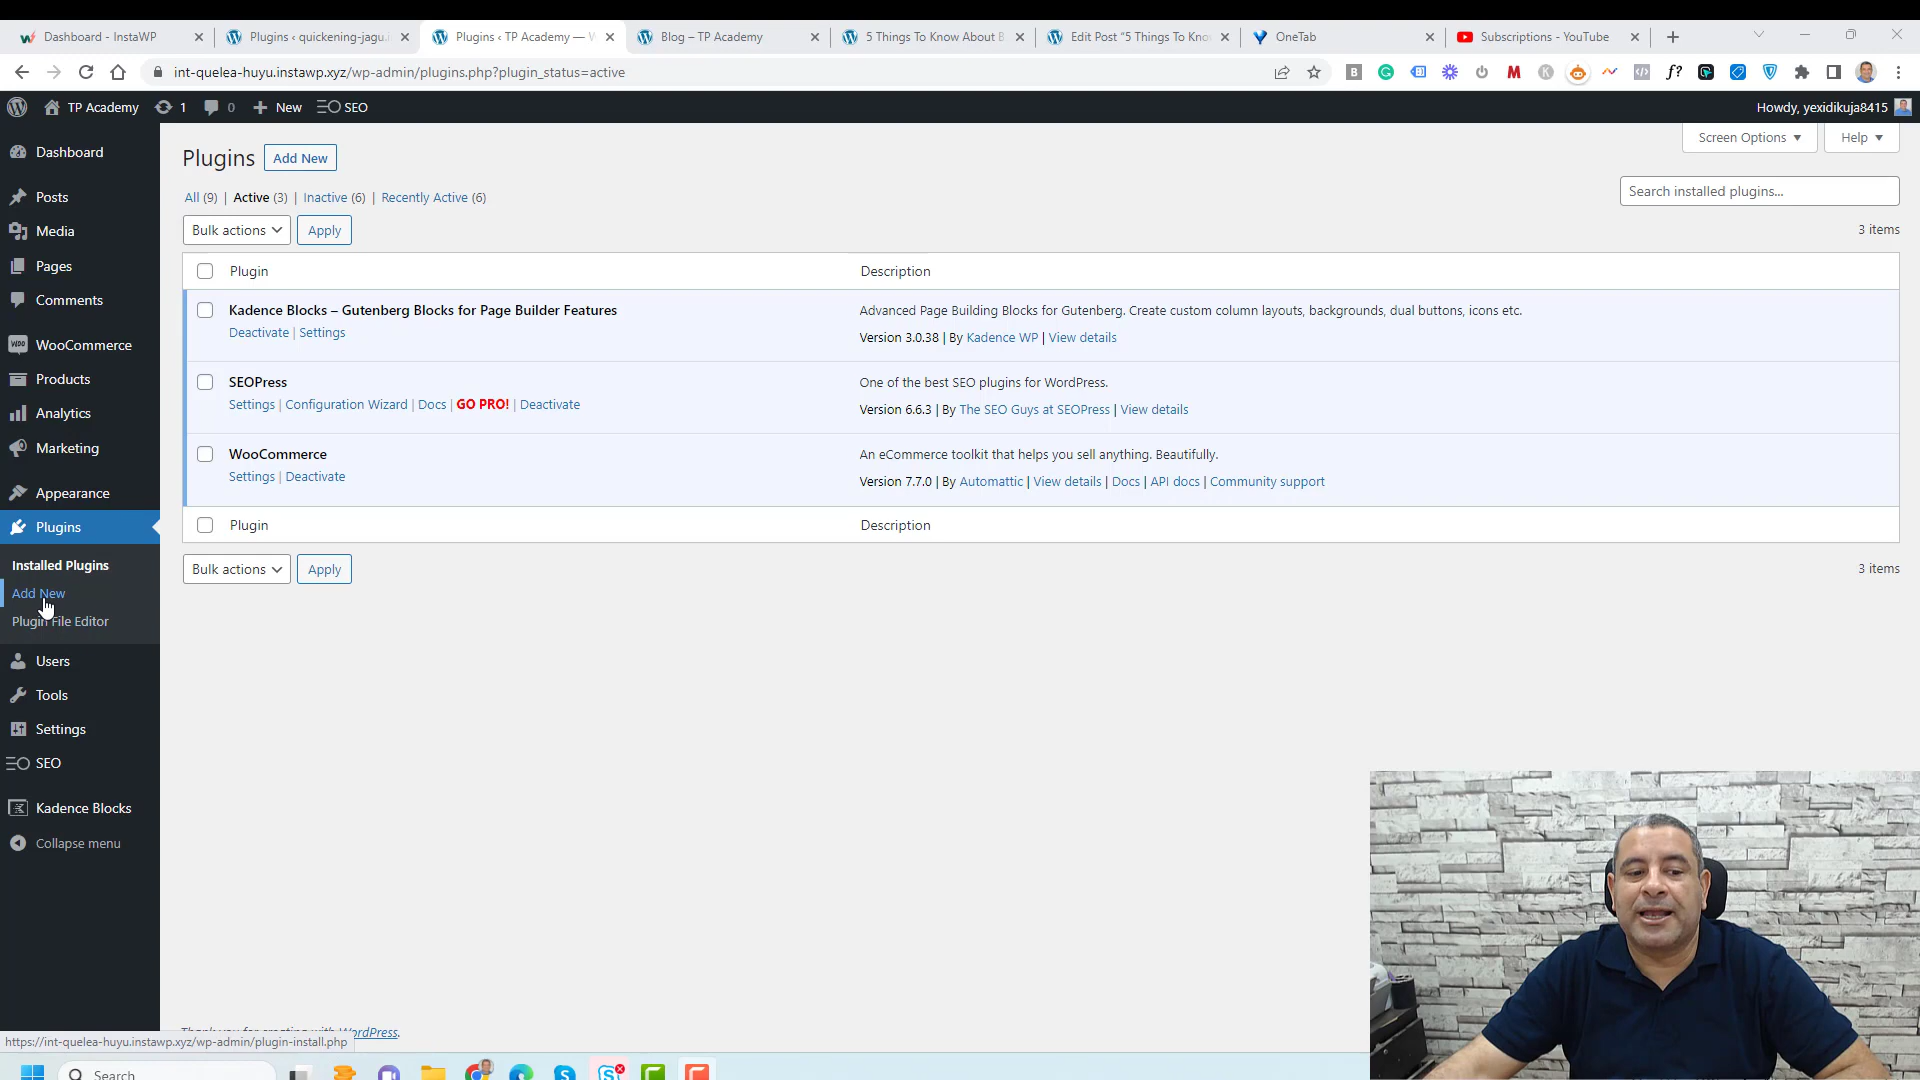 Dashboard - InstaWP
Plugins ‹ quickening-jagu.i
Plugins ‹ TP Academy — W
Blog – TP Academy
5 Things To Know About B
Edit Post "5 Things To Kno
OneTab
Subscriptions - YouTube
int-quelea-huyu.instawp.xyz/wp-admin/plugins.php?plugin_status=active
TP Academy
1
0
New
SEO
Howdy, yexidikuja8415
Dashboard
Posts
Media
Pages
Comments
WooCommerce
Products
Analytics
Marketing
Appearance
Plugins
Installed Plugins
Add New
Plugin File Editor
Users
Tools
Settings
SEO
Kadence Blocks
Collapse menu
Plugins Add New
Screen Options
Help
All (9) | Active (3) | Inactive (6) | Recently Active (6)
Search installed plugins...
Bulk actions Apply
3 items
Plugin Description
Kadence Blocks – Gutenberg Blocks for Page Builder Features
Deactivate | Settings
Advanced Page Building Blocks for Gutenberg. Create custom column layouts, backgrounds, dual buttons, icons etc.
Version 3.0.38 | By Kadence WP | View details
SEOPress
Settings | Configuration Wizard | Docs | GO PRO! | Deactivate
One of the best SEO plugins for WordPress.
Version 6.6.3 | By The SEO Guys at SEOPress | View details
WooCommerce
Settings | Deactivate
An eCommerce toolkit that helps you sell anything. Beautifully.
Version 7.7.0 | By Automattic | View details | Docs | API docs | Community support
Plugin Description
Bulk actions Apply
3 items
Thank you for creating with WordPress.
https://int-quelea-huyu.instawp.xyz/wp-admin/plugin-install.php
Search